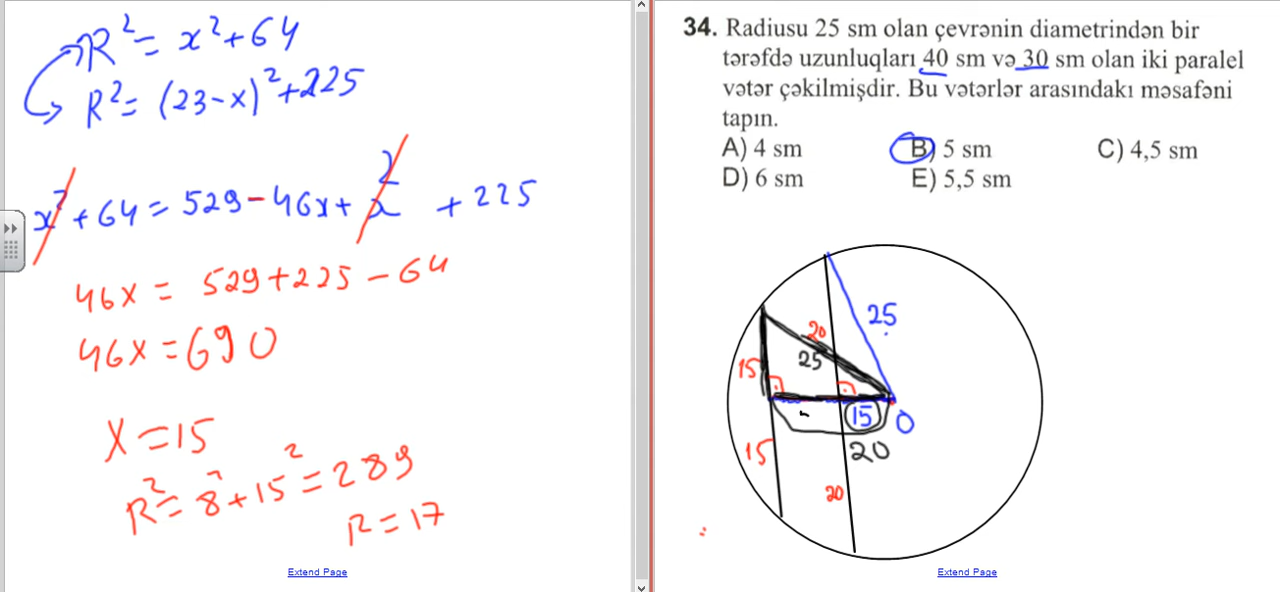 R² = x² + 64
R² = (23 - x)² + 225
x² + 64 = 529 - 46x + x² + 225
46x = 529 + 225 - 64
46x = 690
x = 15
R² = 8² + 15² = 289
R = 17
Extend Page
34. Radiusu 25 sm olan çevrənin diametrindən bir
tərəfdə uzunluqları 40 sm və 30 sm olan iki paralel
vətər çəkilmişdir. Bu vətərlər arasındakı məsafəni
tapın.
A) 4 sm B) 5 sm C) 4,5 sm
D) 6 sm E) 5,5 sm
25
20
25
15
15
O
15
20
20
Extend Page